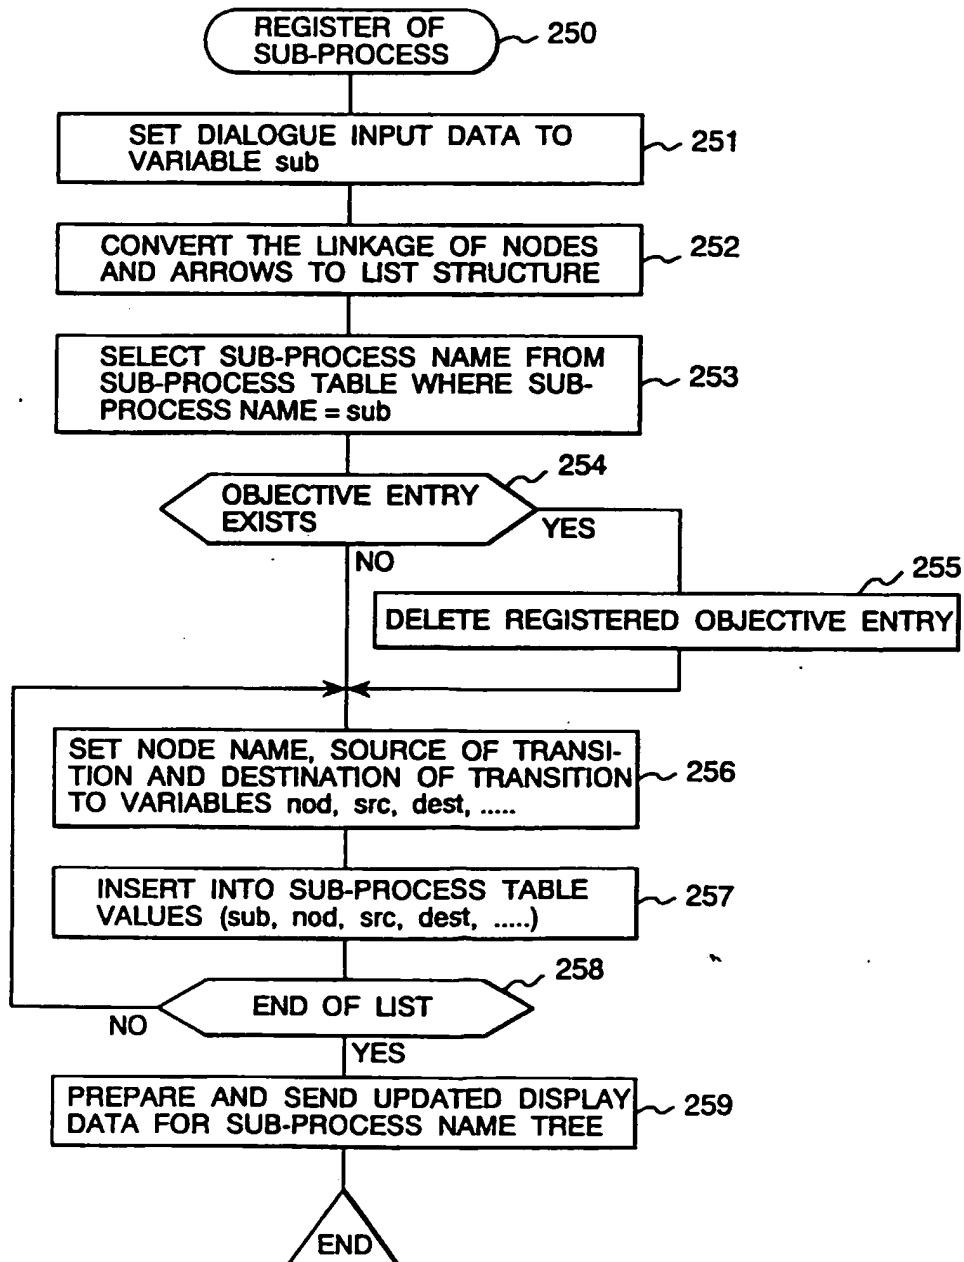 REGISTER OF
SUB-PROCESS
250
SET DIALOGUE INPUT DATA TO
VARIABLE sub
251
CONVERT THE LINKAGE OF NODES
AND ARROWS TO LIST STRUCTURE
252
SELECT SUB-PROCESS NAME FROM
SUB-PROCESS TABLE WHERE SUB-
PROCESS NAME = sub
253
254
OBJECTIVE ENTRY
EXISTS
YES
NO
255
DELETE REGISTERED OBJECTIVE ENTRY
SET NODE NAME, SOURCE OF TRANSI-
TION AND DESTINATION OF TRANSITION
TO VARIABLES nod, src, dest, .....
256
INSERT INTO SUB-PROCESS TABLE
VALUES (sub, nod, src, dest, .....)
257
258
END OF LIST
NO
YES
PREPARE AND SEND UPDATED DISPLAY
DATA FOR SUB-PROCESS NAME TREE
259
END